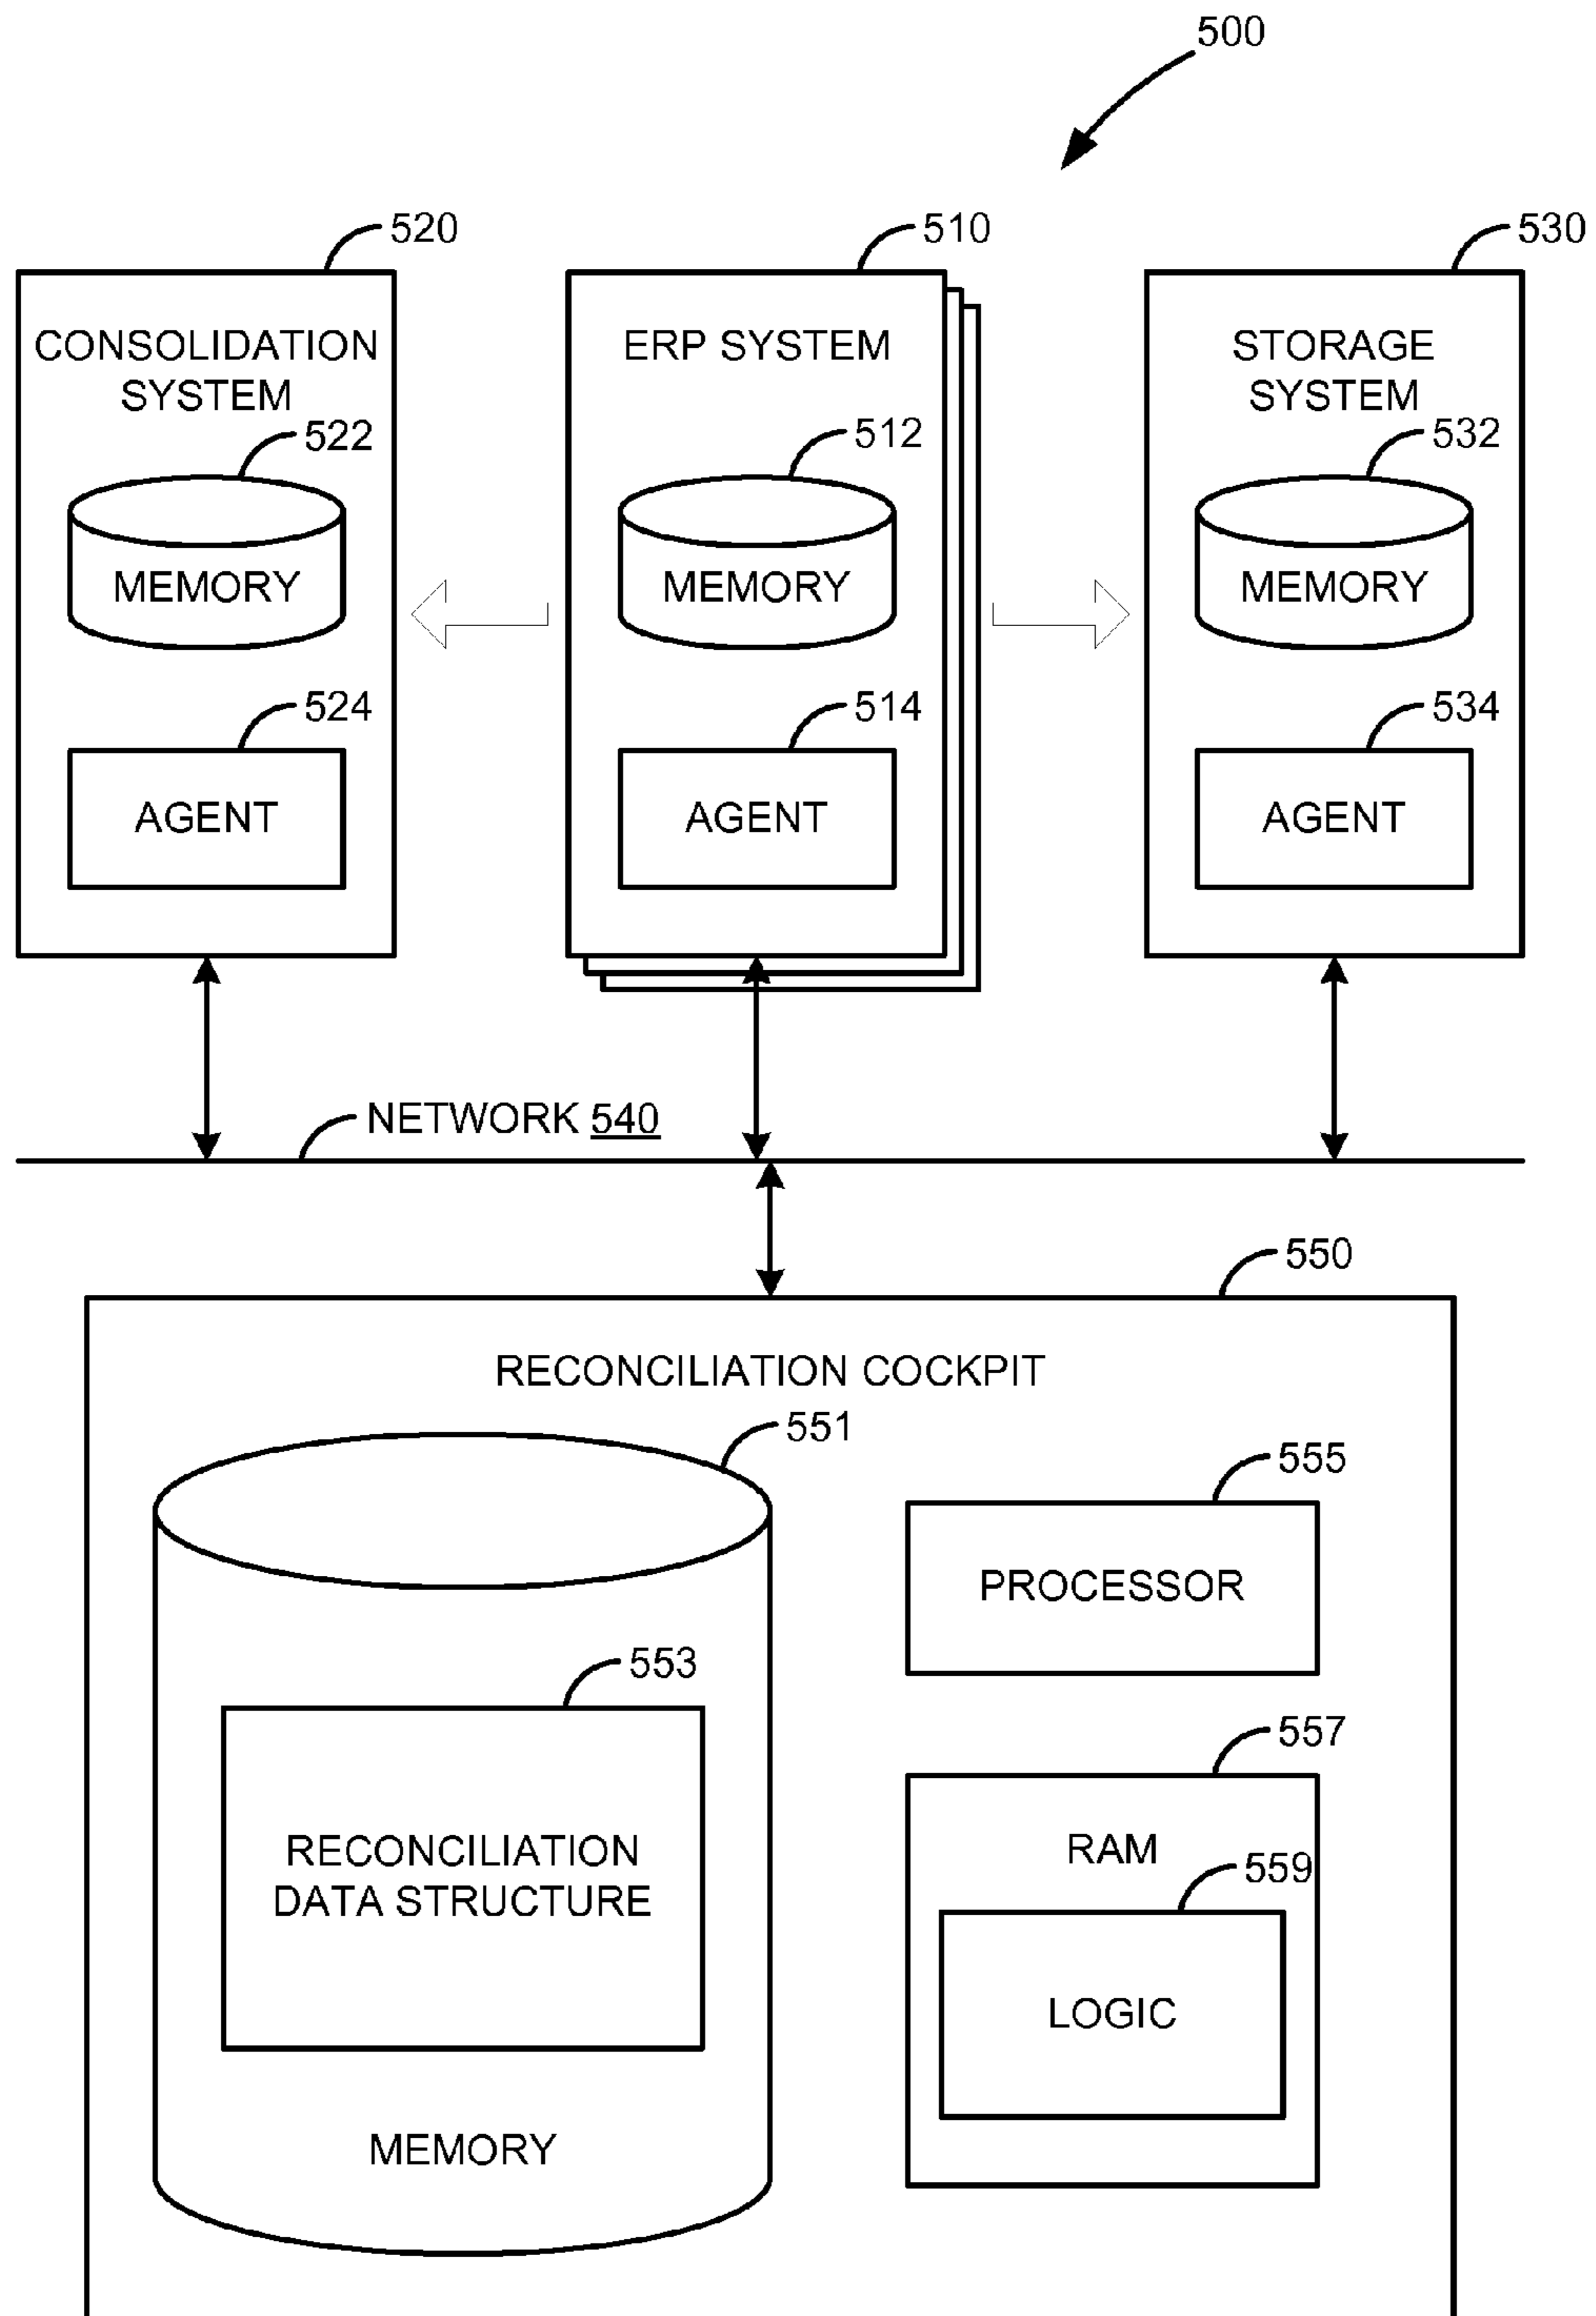 500
520
510
530
CONSOLIDATION
SYSTEM
ERP SYSTEM
STORAGE
SYSTEM
522
512
532
MEMORY
MEMORY
MEMORY
524
514
534
AGENT
AGENT
AGENT
NETWORK 540
550
RECONCILIATION COCKPIT
551
555
PROCESSOR
553
557
RECONCILIATION
DATA STRUCTURE
RAM
559
LOGIC
MEMORY